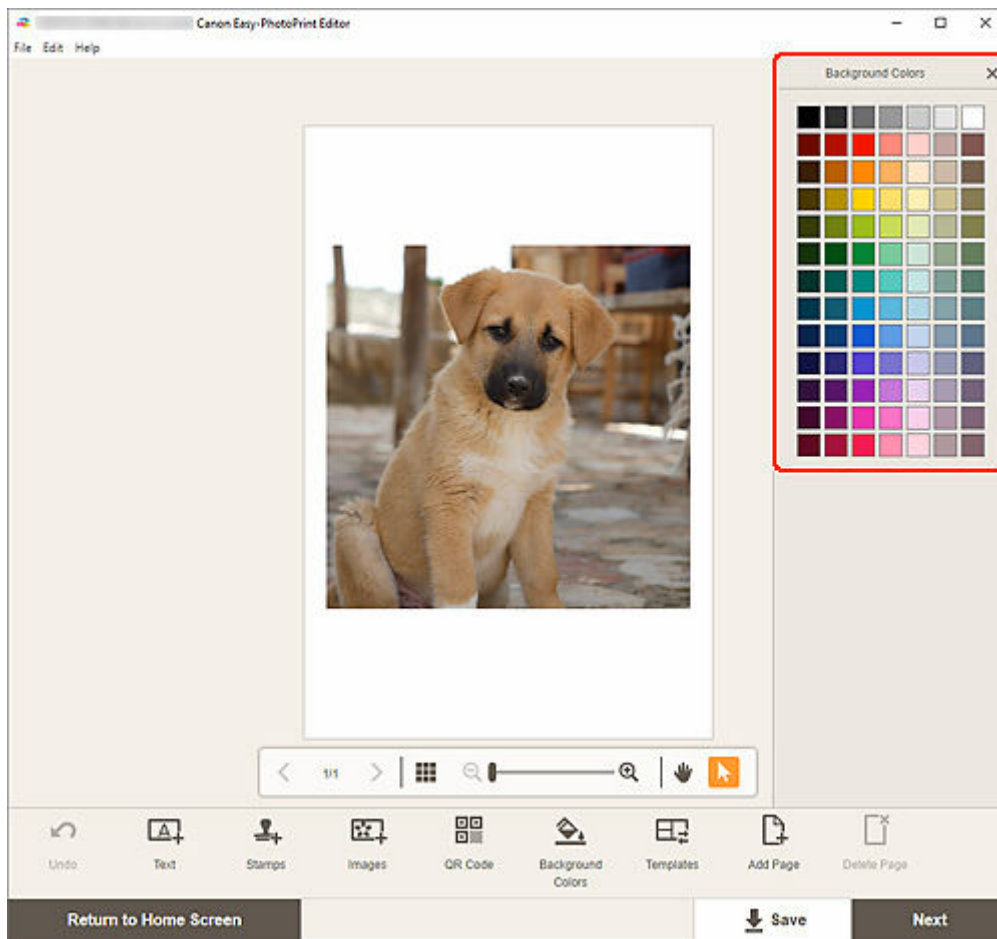 Canon Easy-PhotoPrint Editor
File Edit Help
Background Colors
1/1
Undo
Text
Stamps
Images
QR Code
Background
Colors
Templates
Add Page
Delete Page
Return to Home Screen
Save
Next